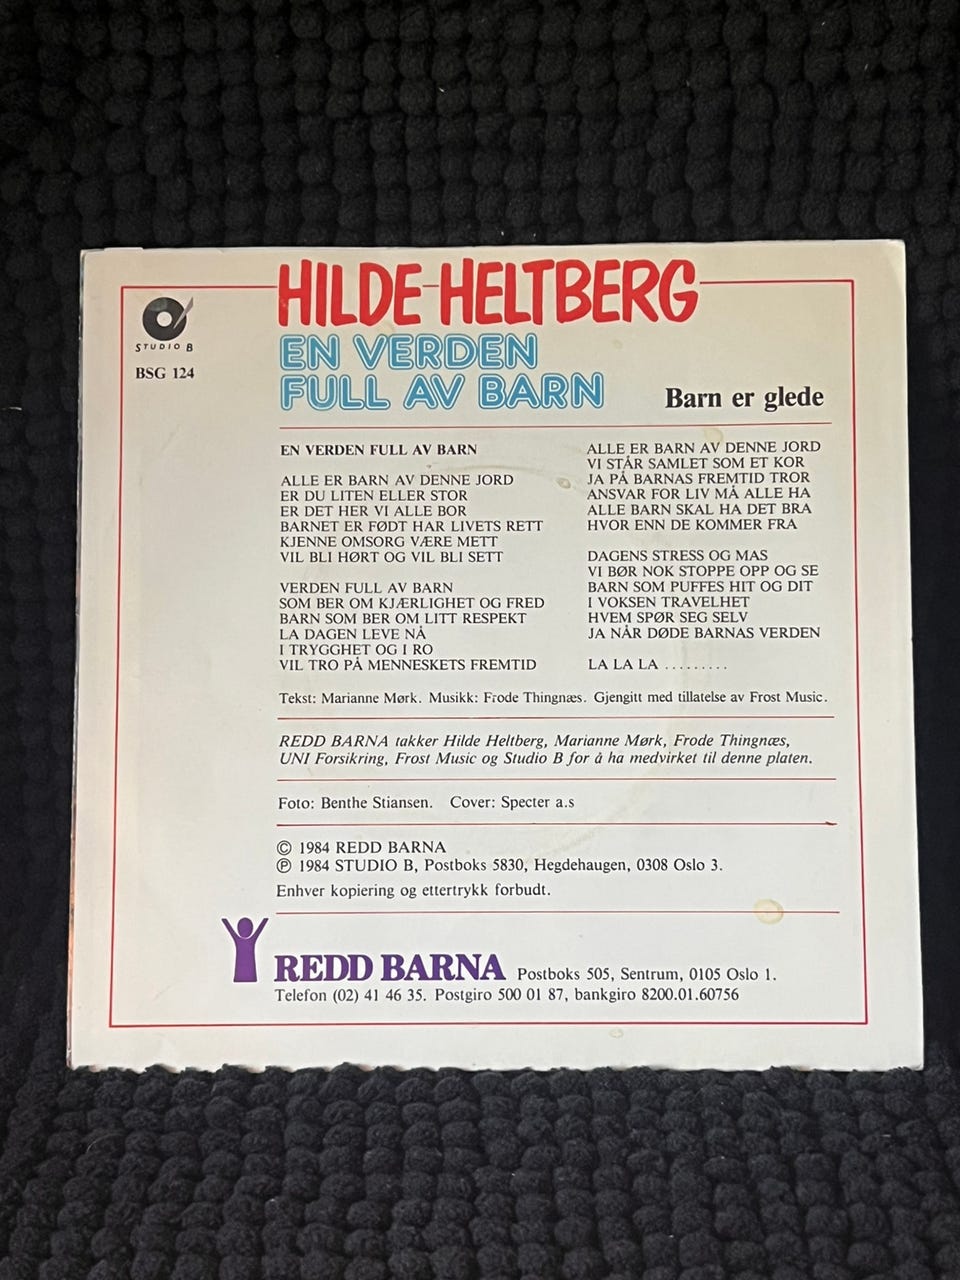 HILDE HELTBERG
STUDIO B
BSG 124
EN VERDEN
FULL AV BARN
Barn er glede
EN VERDEN FULL AV BARN
ALLE ER BARN AV DENNE JORD
ER DU LITEN ELLER STOR
ER DET HER VI ALLE BOR
BARNET ER FØDT HAR LIVETS RETT
KJENNE OMSORG VÆRE METT
VIL BLI HØRT OG VIL BLI SETT
VERDEN FULL AV BARN
SOM BER OM KJÆRLIGHET OG FRED
BARN SOM BER OM LITT RESPEKT
LA DAGEN LEVE NÅ
I TRYGGHET OG I RO
VIL TRO PÅ MENNESKETS FREMTID
ALLE ER BARN AV DENNE JORD
VI STÅR SAMLET SOM ET KOR
JA PÅ BARNAS FREMTID TROR
ANSVAR FOR LIV MÅ ALLE HA
ALLE BARN SKAL HA DET BRA
HVOR ENN DE KOMMER FRA
DAGENS STRESS OG MAS
VI BØR NOK STOPPE OPP OG SE
BARN SOM PUFFES HIT OG DIT
I VOKSEN TRAVELHET
HVEM SPØR SEG SELV
JA NÅR DØDE BARNAS VERDEN
LA LA LA .........
Tekst: Marianne Mørk. Musikk: Frode Thingnæs. Gjengitt med tillatelse av Frost Music.
REDD BARNA takker Hilde Heltberg, Marianne Mørk, Frode Thingnæs,
UNI Forsikring, Frost Music og Studio B for å ha medvirket til denne platen.
Foto: Benthe Stiansen. Cover: Specter a.s
© 1984 REDD BARNA
℗ 1984 STUDIO B, Postboks 5830, Hegdehaugen, 0308 Oslo 3.
Enhver kopiering og ettertrykk forbudt.
REDD BARNA Postboks 505, Sentrum, 0105 Oslo 1.
Telefon (02) 41 46 35. Postgiro 500 01 87, bankgiro 8200.01.60756